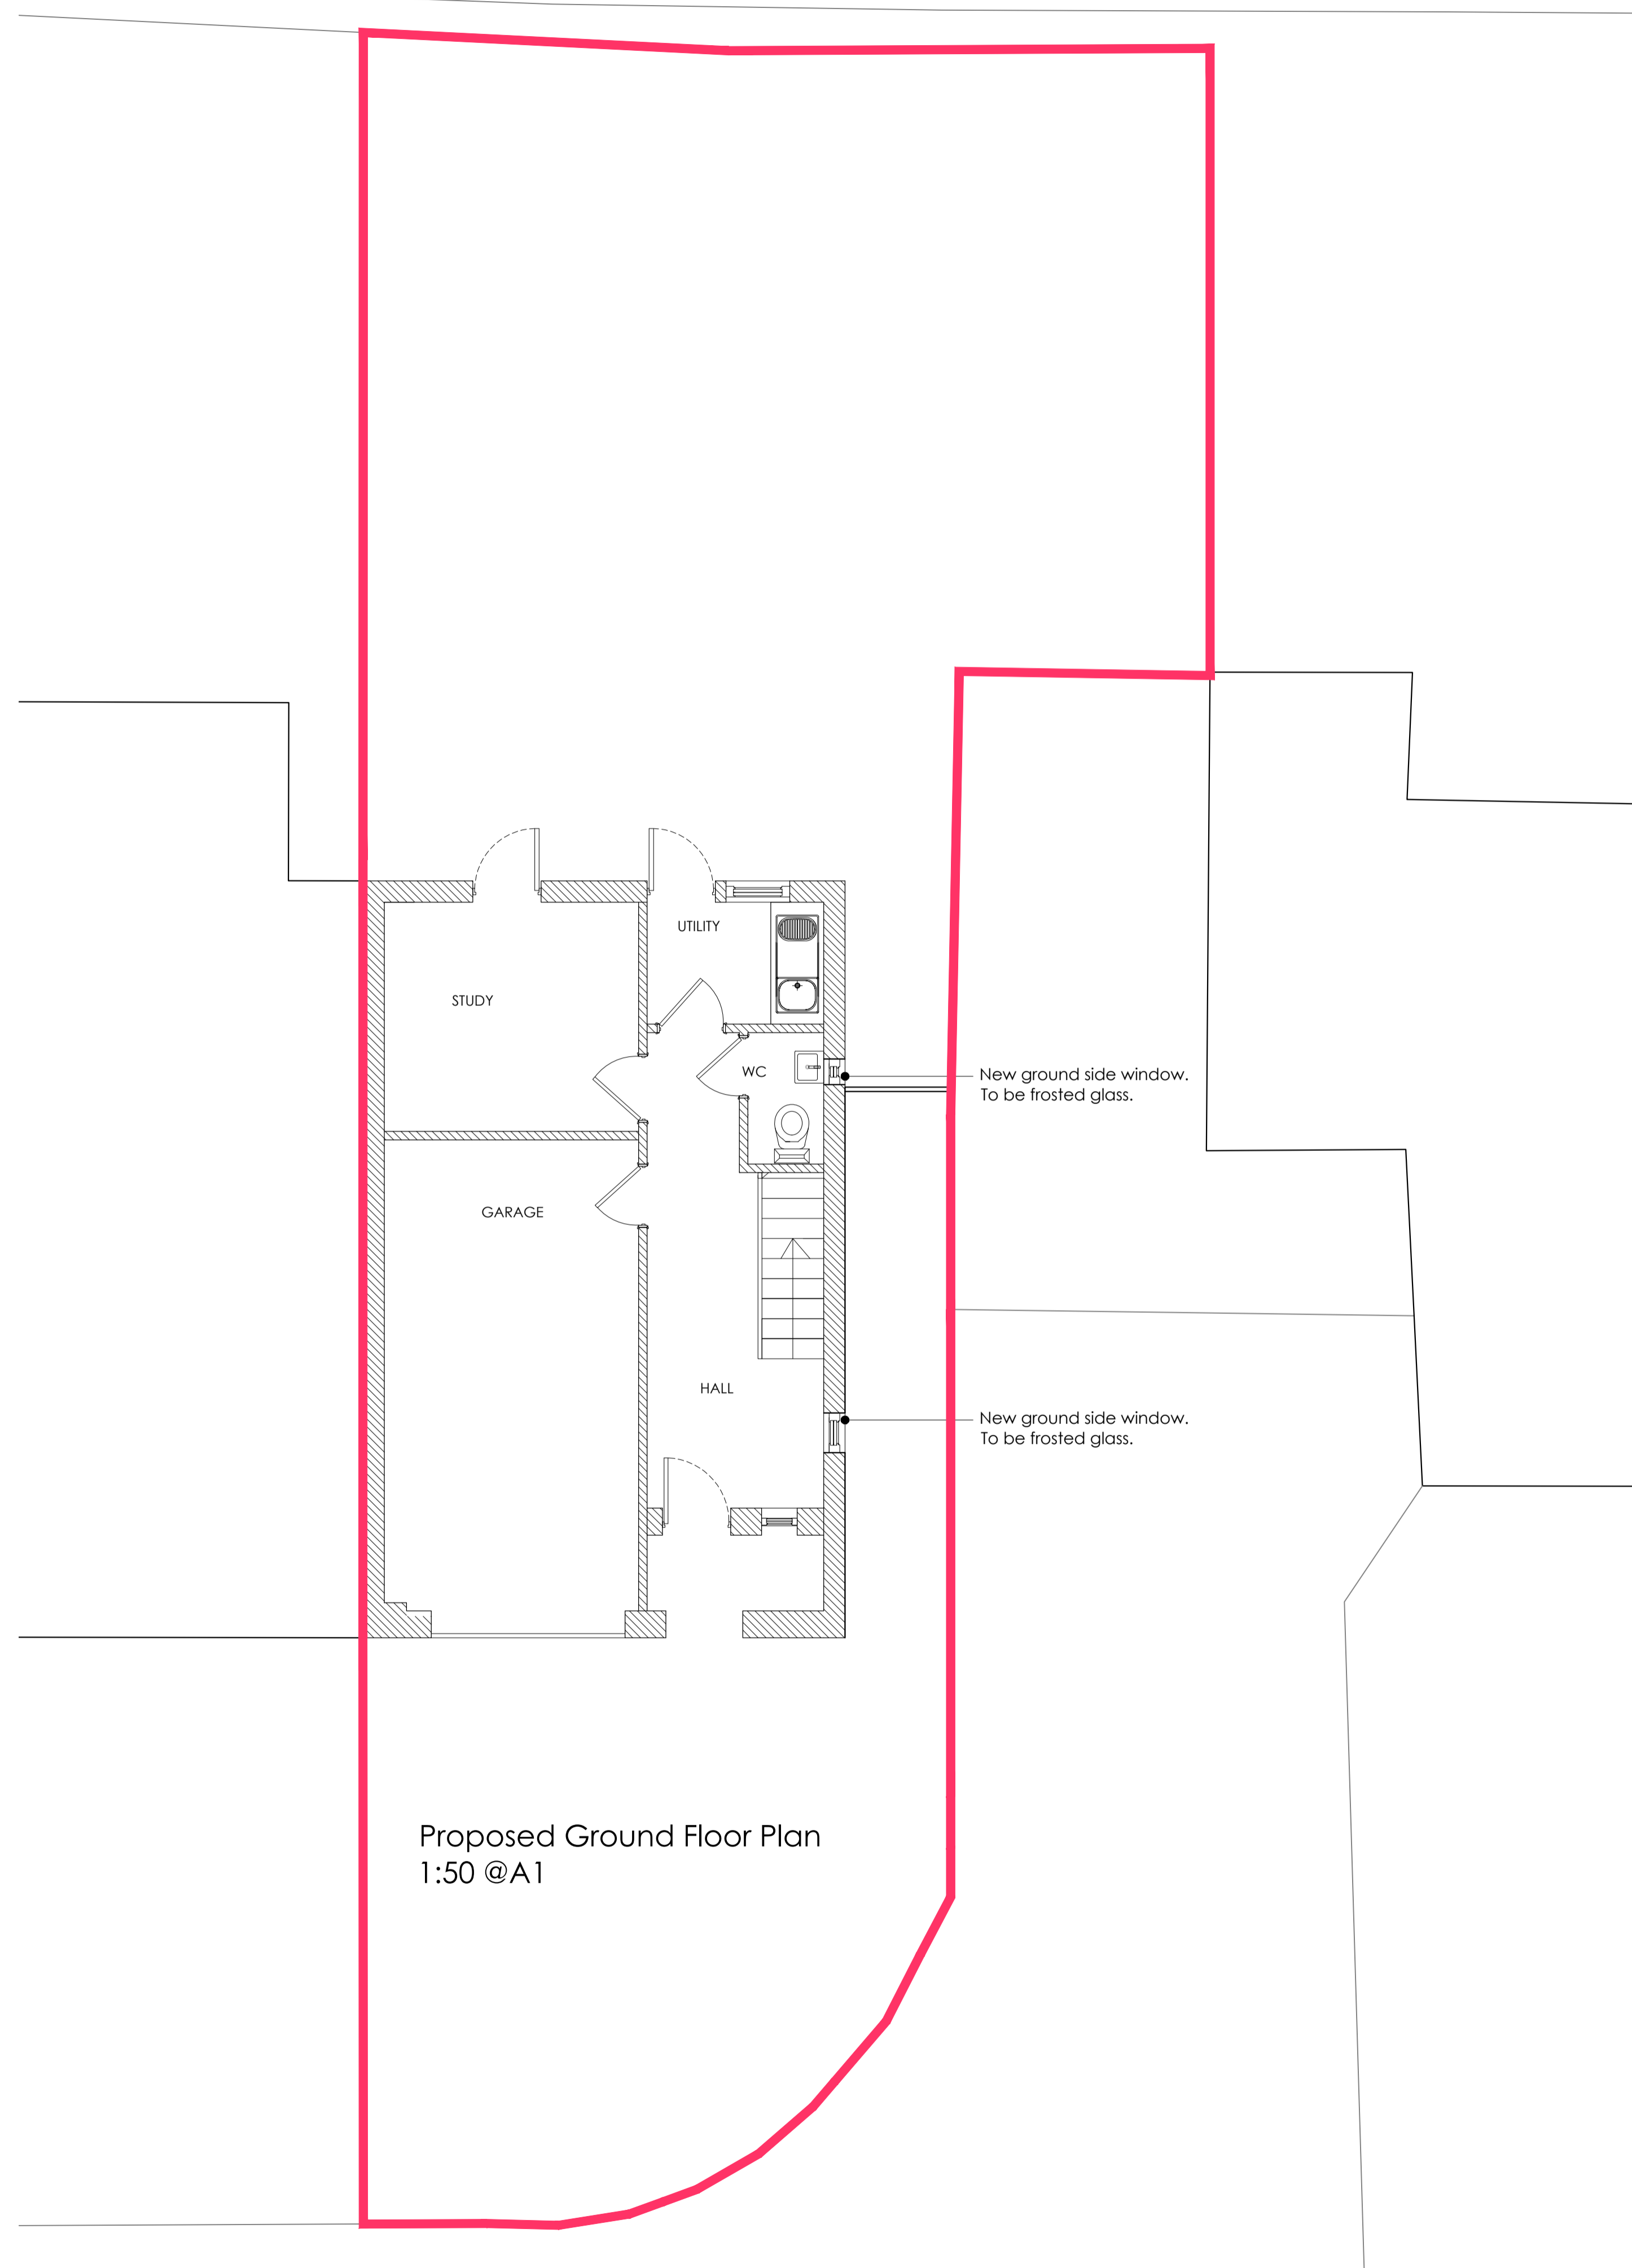 UTILITY
STUDY
WC
New ground side window.
To be frosted glass.
GARAGE
HALL
New ground side window.
To be frosted glass.
Proposed Ground Floor Plan
1:50 @A1